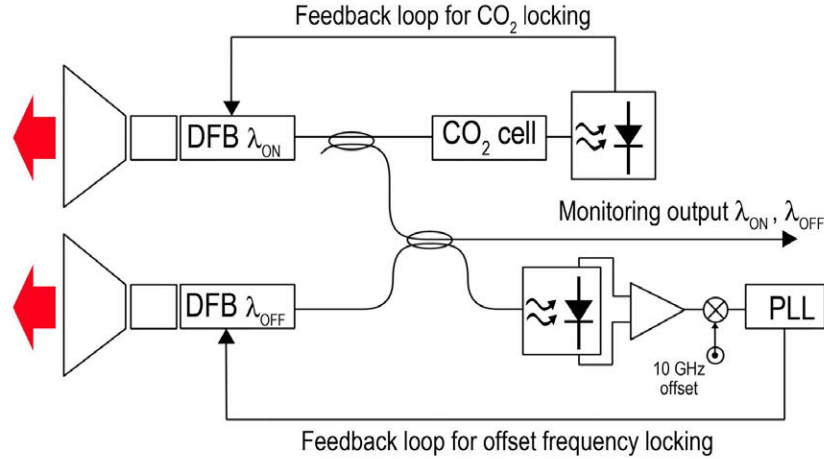 Feedback loop for CO₂ locking
DFB λON
CO₂ cell
Monitoring output λON , λOFF
DFB λOFF
PLL
10 GHz
offset
Feedback loop for offset frequency locking